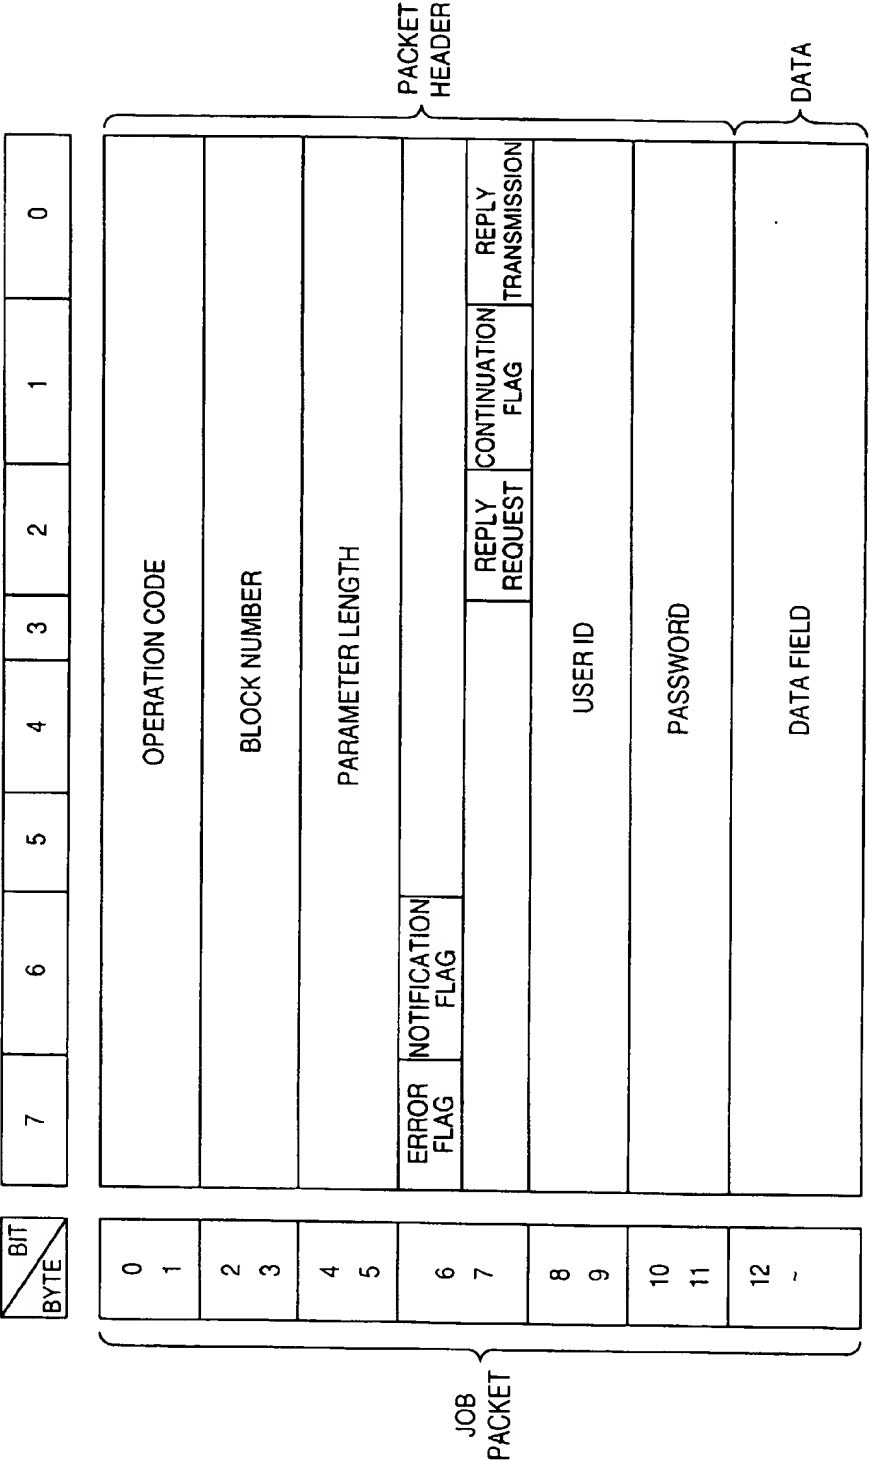 BIT
BYTE
7 6 5 4 3 2 1 0
JOB
PACKET
0
1
OPERATION CODE
2
3
BLOCK NUMBER
4
5
PARAMETER LENGTH
6
7
ERROR
FLAG
NOTIFICATION
FLAG
REPLY
REQUEST
CONTINUATION
FLAG
REPLY
TRANSMISSION
8
9
USER ID
10
11
PASSWORD
12
~
DATA FIELD
PACKET
HEADER
DATA